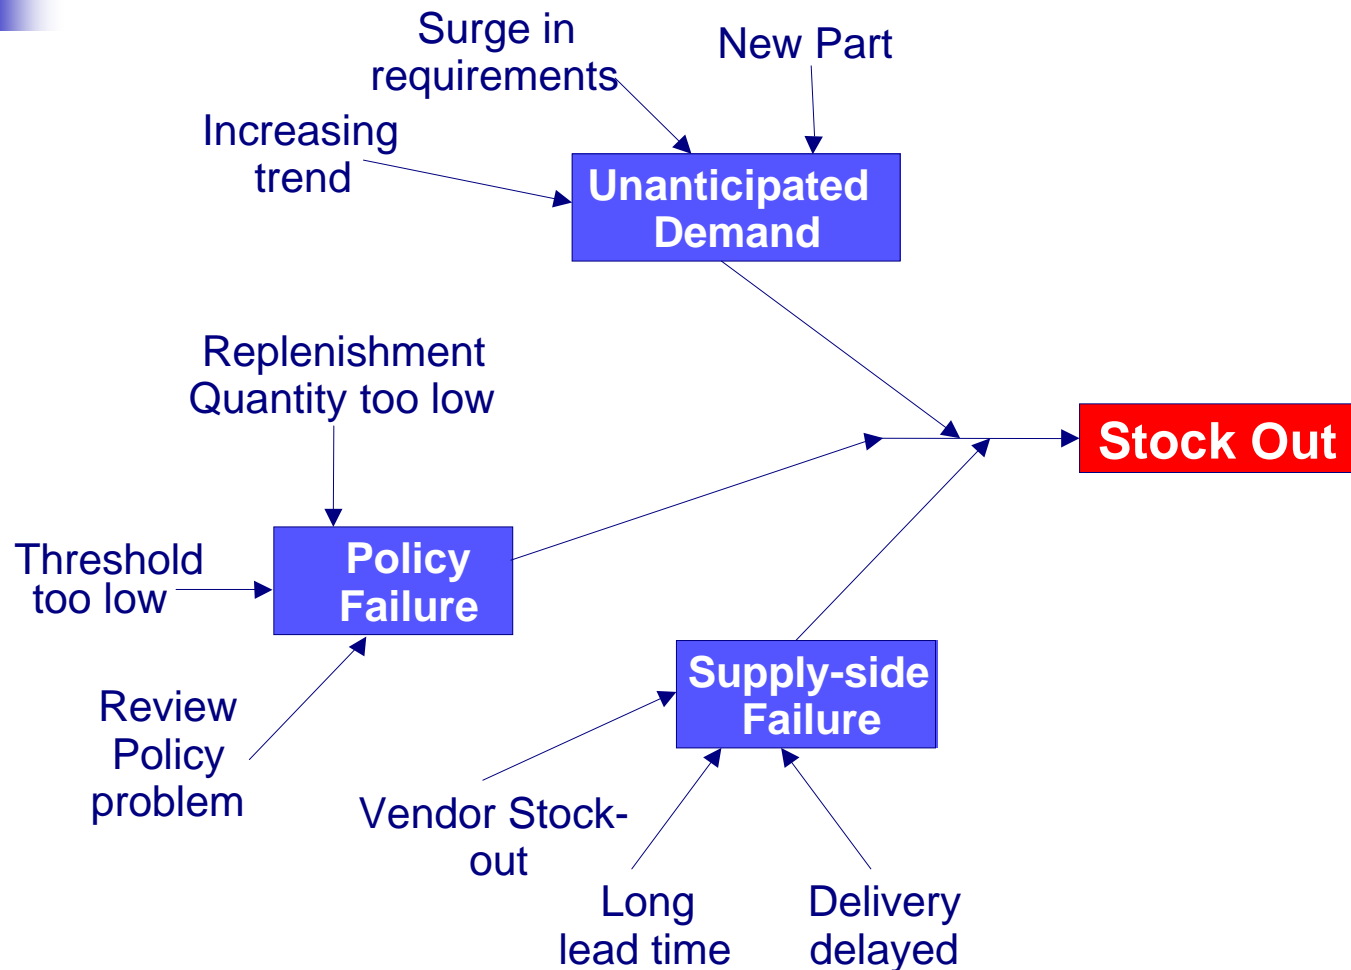 Surge in
requirements
New Part
Increasing
trend
Unanticipated
Demand
Replenishment
Quantity too low
Stock Out
Threshold
too low
Policy
Failure
Supply-side
Failure
Review
Policy
problem
Vendor Stock-
out
Long
lead time
Delivery
delayed